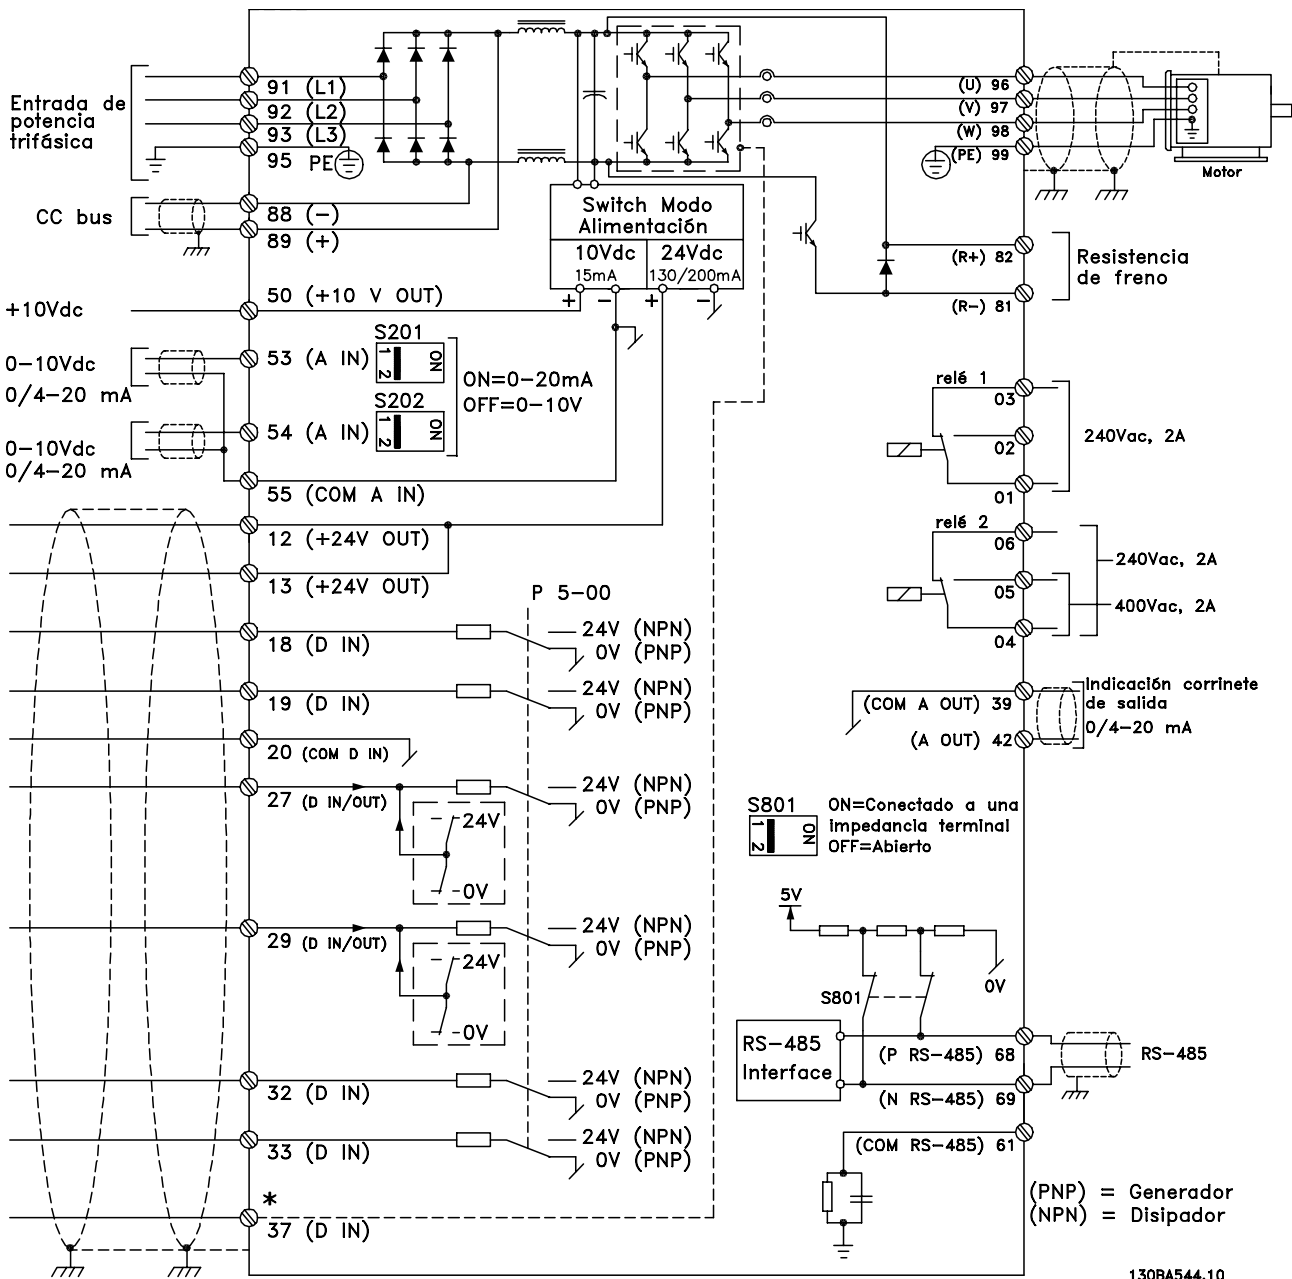 Entrada de
potencia
trifásica
91 (L1)
92 (L2)
93 (L3)
95 PE
CC bus
88 (−)
89 (+)
+10Vdc
50 (+10 V OUT)
0−10Vdc
0/4−20 mA
53 (A IN)
S201
1 2
ON
0−10Vdc
0/4−20 mA
54 (A IN)
S202
1 2
ON
ON=0−20mA
OFF=0−10V
55 (COM A IN)
12 (+24V OUT)
13 (+24V OUT)
P 5-00
18 (D IN)
24V (NPN)
0V (PNP)
19 (D IN)
24V (NPN)
0V (PNP)
20 (COM D IN)
27 (D IN/OUT)
24V (NPN)
0V (PNP)
24V
0V
29 (D IN/OUT)
24V (NPN)
0V (PNP)
24V
0V
32 (D IN)
24V (NPN)
0V (PNP)
33 (D IN)
24V (NPN)
0V (PNP)
*
37 (D IN)
Switch Modo
Alimentación
10Vdc
15mA
24Vdc
130/200mA
+ − + −
(U) 96
(V) 97
(W) 98
(PE) 99
Motor
(R+) 82
(R−) 81
Resistencia
de freno
relé 1
03
02
01
240Vac, 2A
relé 2
06
05
04
240Vac, 2A
400Vac, 2A
(COM A OUT) 39
(A OUT) 42
Indicación corrinete
de salida
0/4−20 mA
S801
1 2
ON
ON=Conectado a una
impedancia terminal
OFF=Abierto
5V
0V
S801
RS−485
Interface
(P RS−485) 68
(N RS−485) 69
(COM RS−485) 61
RS−485
(PNP) = Generador
(NPN) = Disipador
130BA544.10